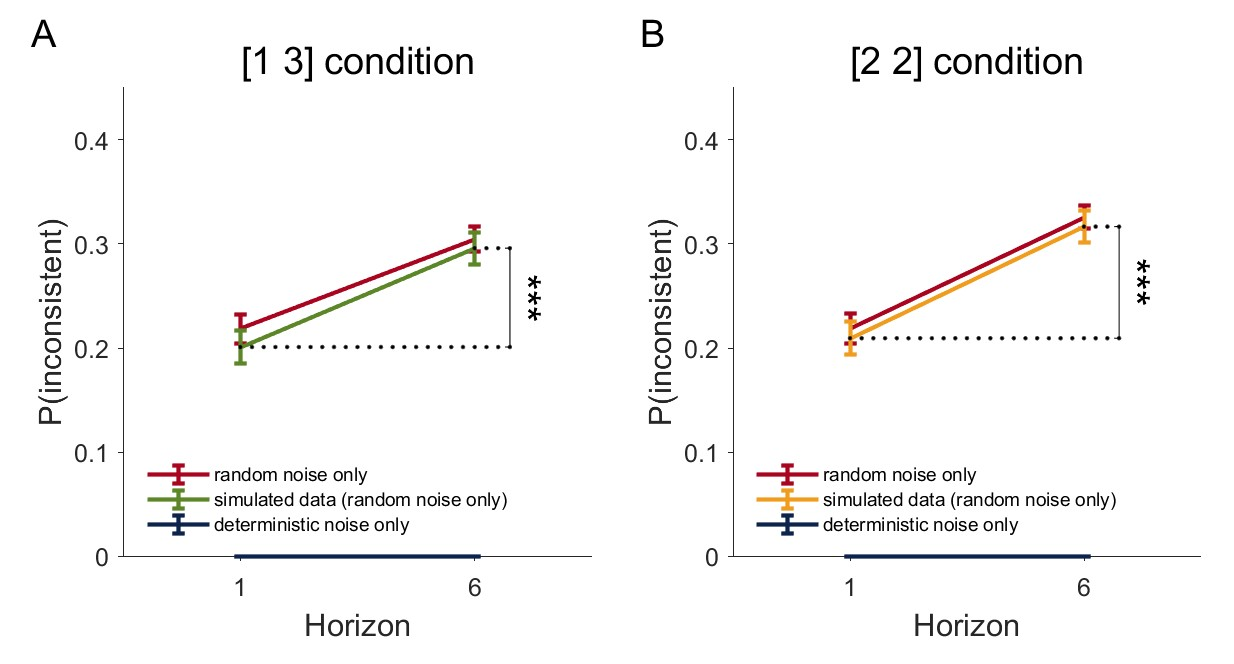 A
[1 3] condition
P(inconsistent)
0.4
0.3
0.2
0.1
0
***
random noise only
simulated data (random noise only)
deterministic noise only
1
6
Horizon
B
[2 2] condition
P(inconsistent)
0.4
0.3
0.2
0.1
0
***
random noise only
simulated data (random noise only)
deterministic noise only
1
6
Horizon